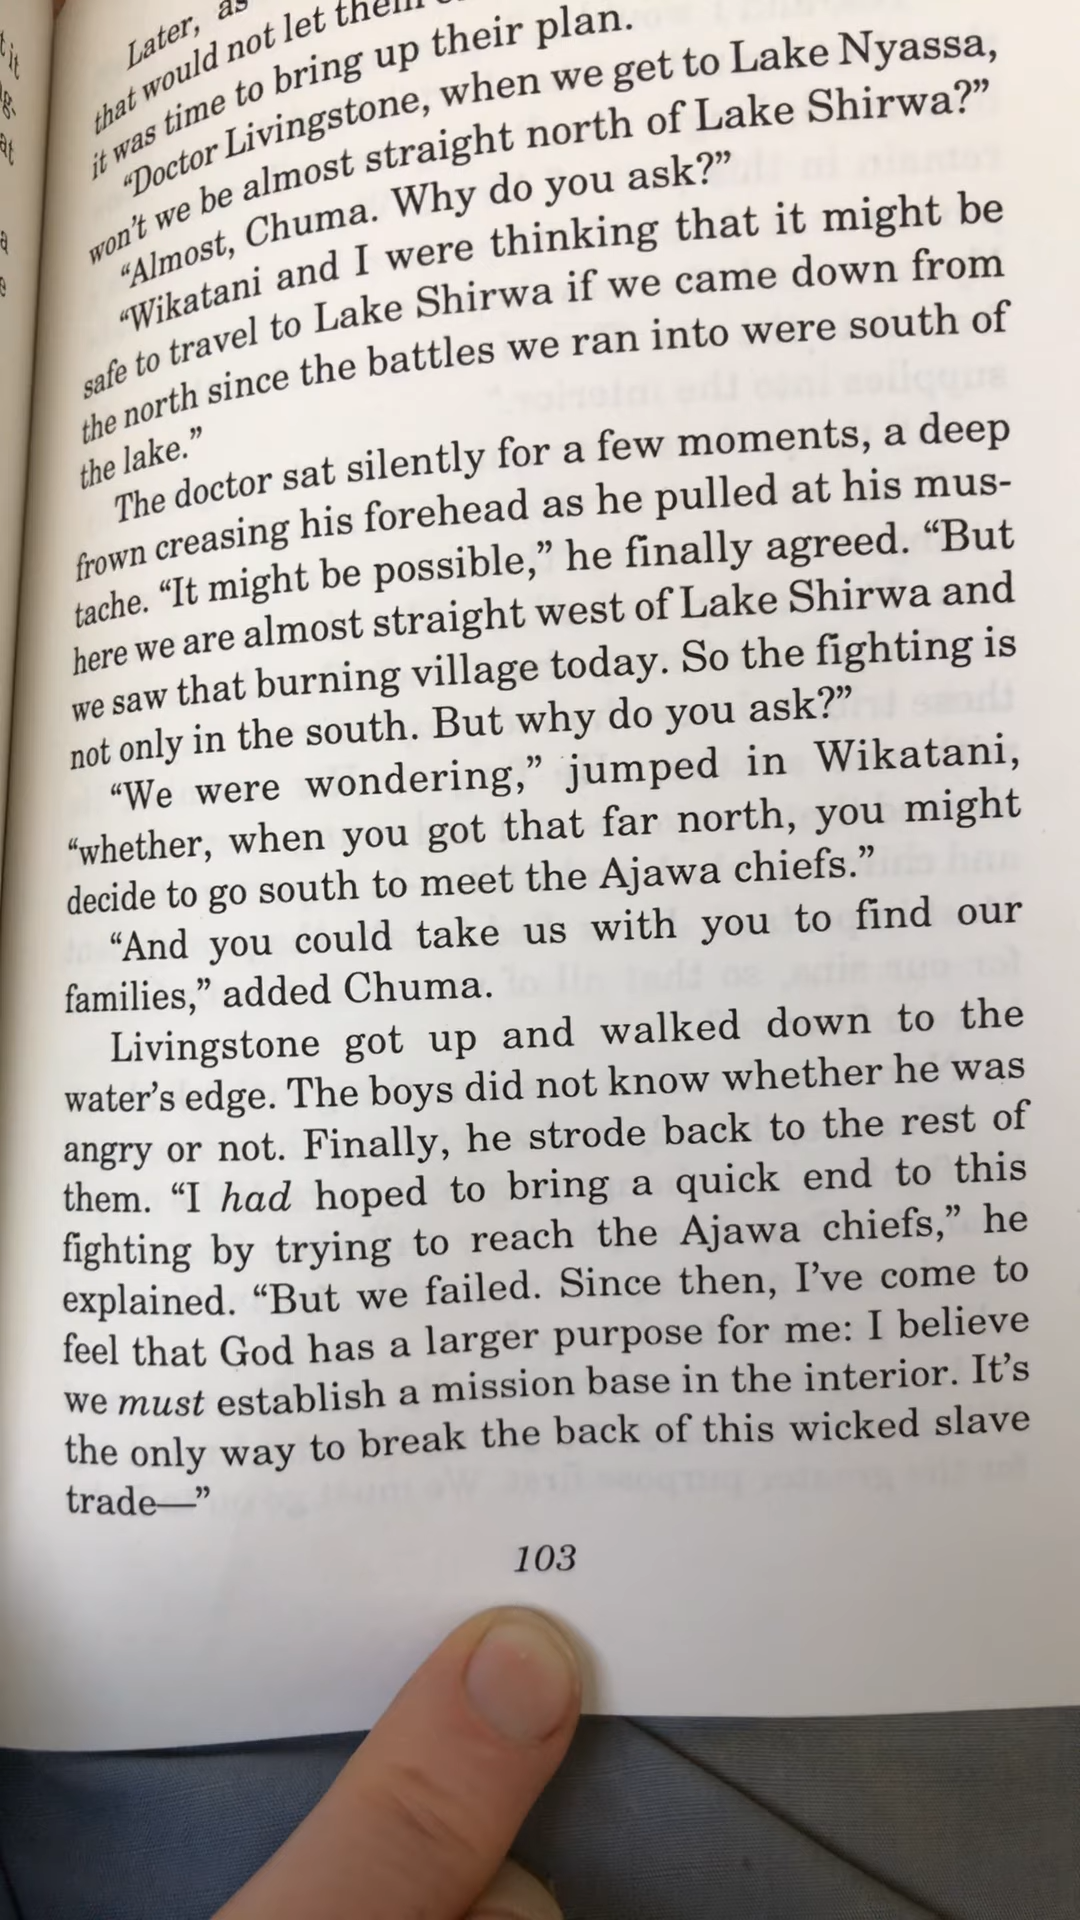 Later, as
that would not let them
it was time to bring up their plan.
“Doctor Livingstone, when we get to Lake Nyassa,
won’t we be almost straight north of Lake Shirwa?”
“Almost, Chuma. Why do you ask?”
“Wikatani and I were thinking that it might be
safe to travel to Lake Shirwa if we came down from
the north since the battles we ran into were south of
the lake.”
The doctor sat silently for a few moments, a deep
frown creasing his forehead as he pulled at his mus-
tache. “It might be possible,” he finally agreed. “But
here we are almost straight west of Lake Shirwa and
we saw that burning village today. So the fighting is
not only in the south. But why do you ask?”
“We were wondering,” jumped in Wikatani,
“whether, when you got that far north, you might
decide to go south to meet the Ajawa chiefs.”
“And you could take us with you to find our
families,” added Chuma.
Livingstone got up and walked down to the
water’s edge. The boys did not know whether he was
angry or not. Finally, he strode back to the rest of
them. “I had hoped to bring a quick end to this
fighting by trying to reach the Ajawa chiefs,” he
explained. “But we failed. Since then, I’ve come to
feel that God has a larger purpose for me: I believe
we must establish a mission base in the interior. It’s
the only way to break the back of this wicked slave
trade—”
103